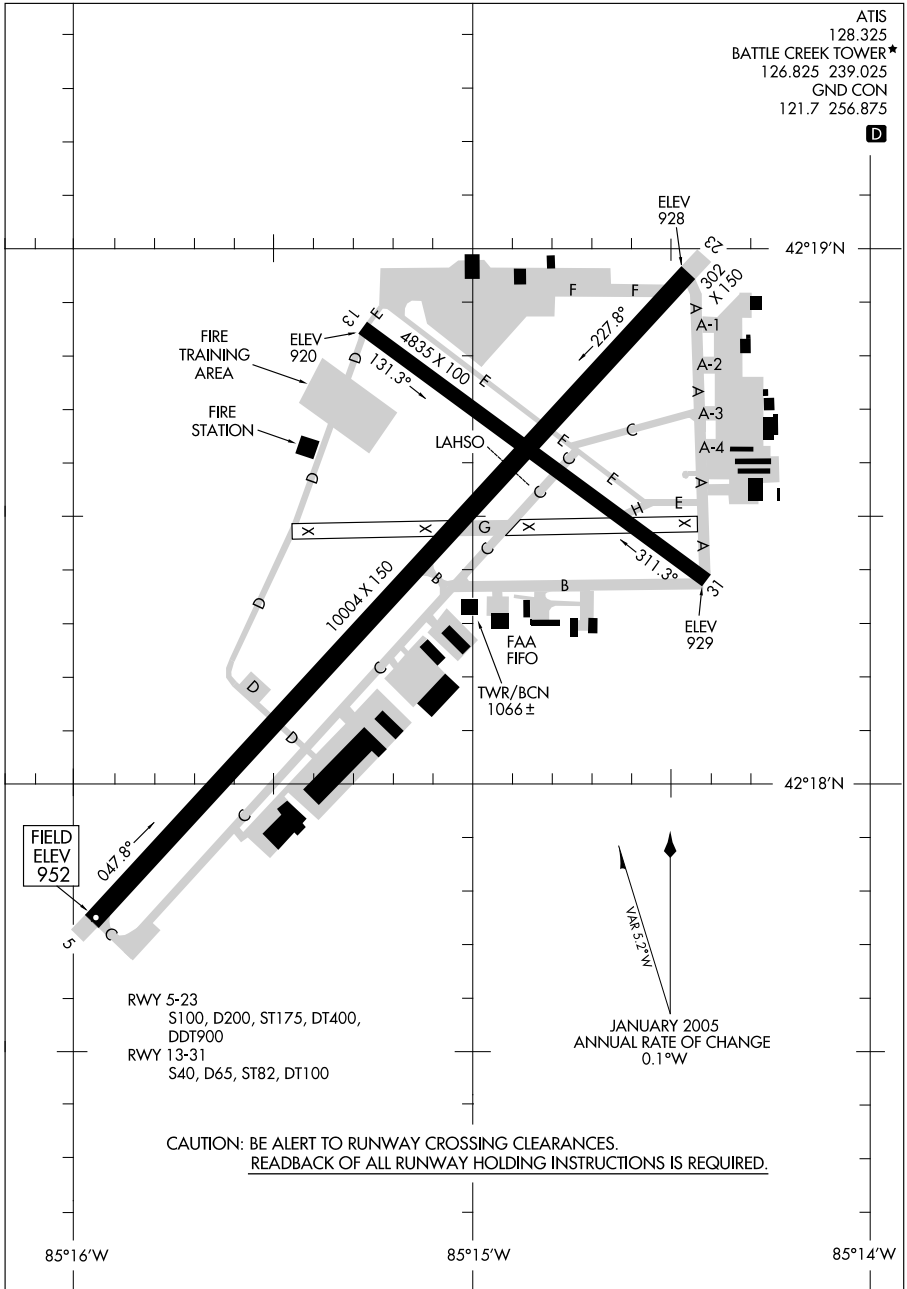 ATIS
128.325
BATTLE CREEK TOWER★
126.825 239.025
GND CON
121.7 256.875
D
ELEV
928
23
42°19'N
302
X 150
F F
A
A-1
227.8°
13
E
ELEV
920
D
4835 X 100
131.3°
E
FIRE
TRAINING
AREA
A-2
A
A-3
FIRE
STATION
LAHSO
E
C
C
A-4
D
E
A
C
H
E
X
X
G
X
X
C
A
311.3°
10004 X 150
B
B
31
D
ELEV
929
FAA
FIFO
C
TWR/BCN
1066 ±
D
D
42°18'N
C
FIELD
ELEV
952
047.8°
C
5
VAR 5.2°W
RWY 5-23
S100, D200, ST175, DT400,
DDT900
RWY 13-31
S40, D65, ST82, DT100
JANUARY 2005
ANNUAL RATE OF CHANGE
0.1°W
CAUTION: BE ALERT TO RUNWAY CROSSING CLEARANCES.
READBACK OF ALL RUNWAY HOLDING INSTRUCTIONS IS REQUIRED.
85°16'W
85°15'W
85°14'W